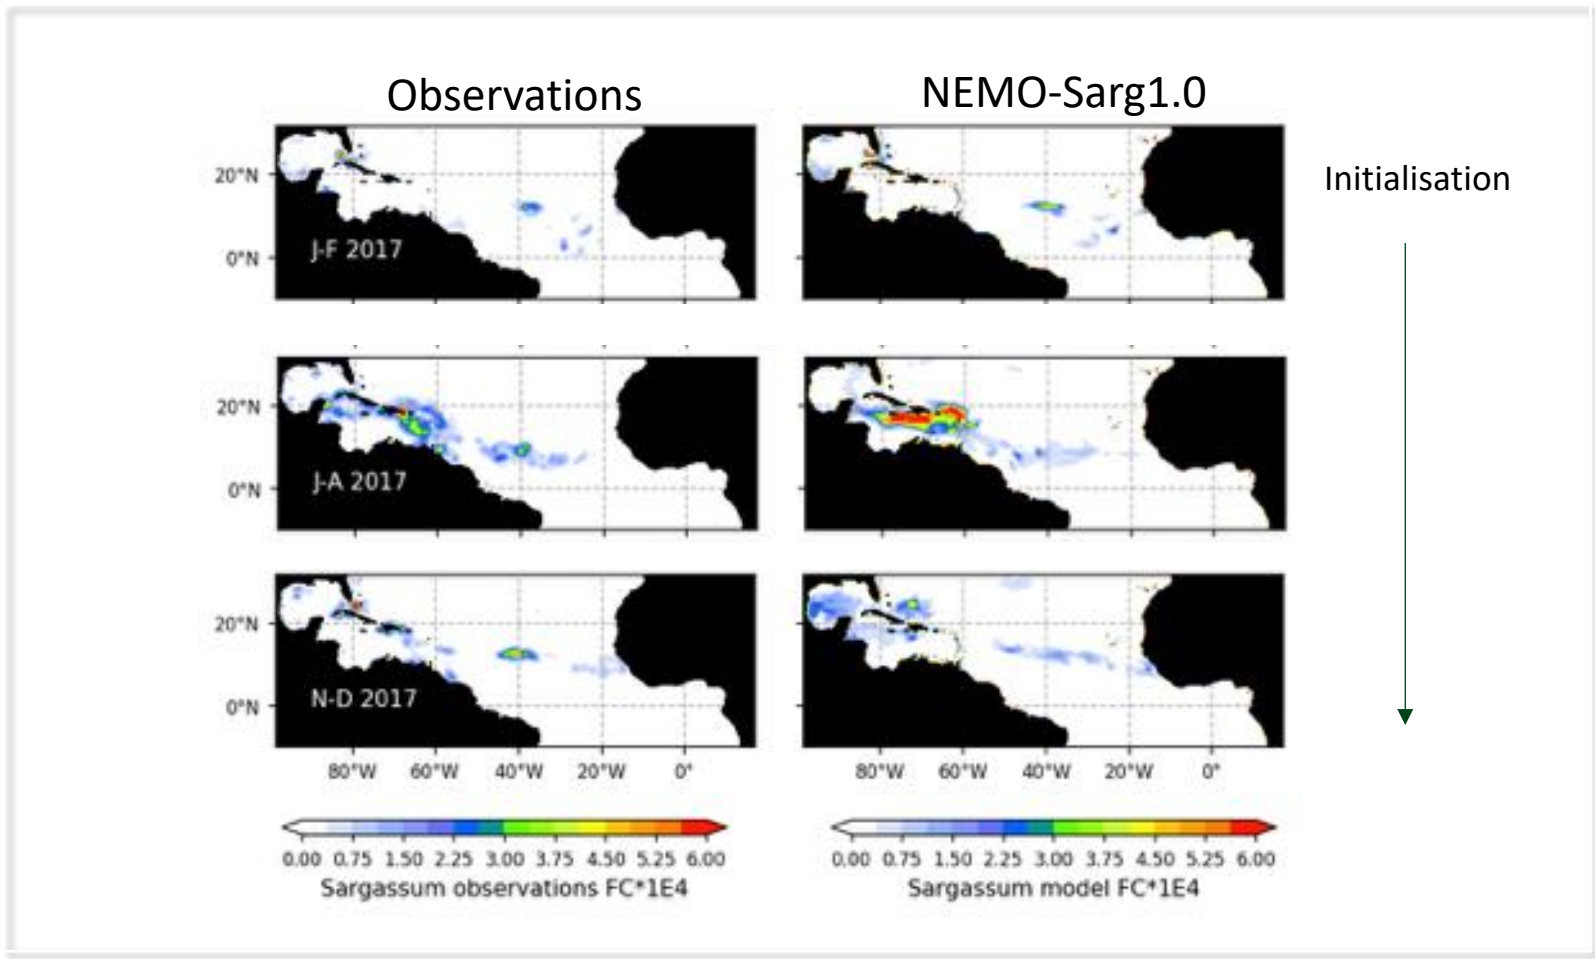 Observations
NEMO-Sarg1.0
20°N
0°N
J-F 2017
Initialisation
20°N
0°N
J-A 2017
20°N
0°N
N-D 2017
80°W 60°W 40°W 20°W 0°
80°W 60°W 40°W 20°W 0°
0.00 0.75 1.50 2.25 3.00 3.75 4.50 5.25 6.00
Sargassum observations FC*1E4
0.00 0.75 1.50 2.25 3.00 3.75 4.50 5.25 6.00
Sargassum model FC*1E4